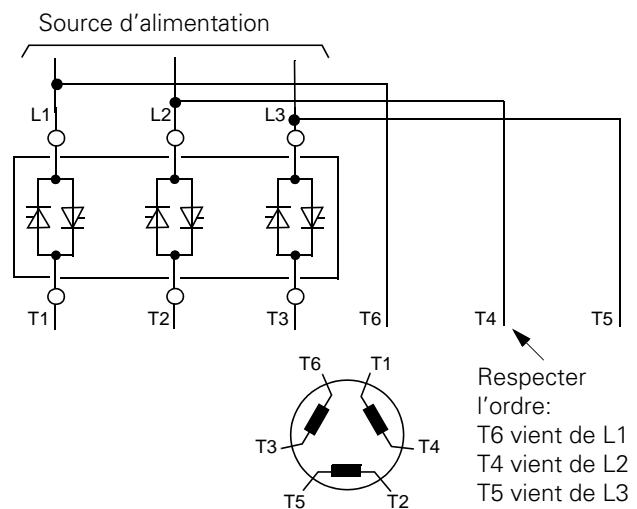 Source d'alimentation
L1 L2 L3
T1 T2 T3 T6 T4 T5
T6 T1
T3 T4
T5 T2
Respecter
l'ordre:
T6 vient de L1
T4 vient de L2
T5 vient de L3